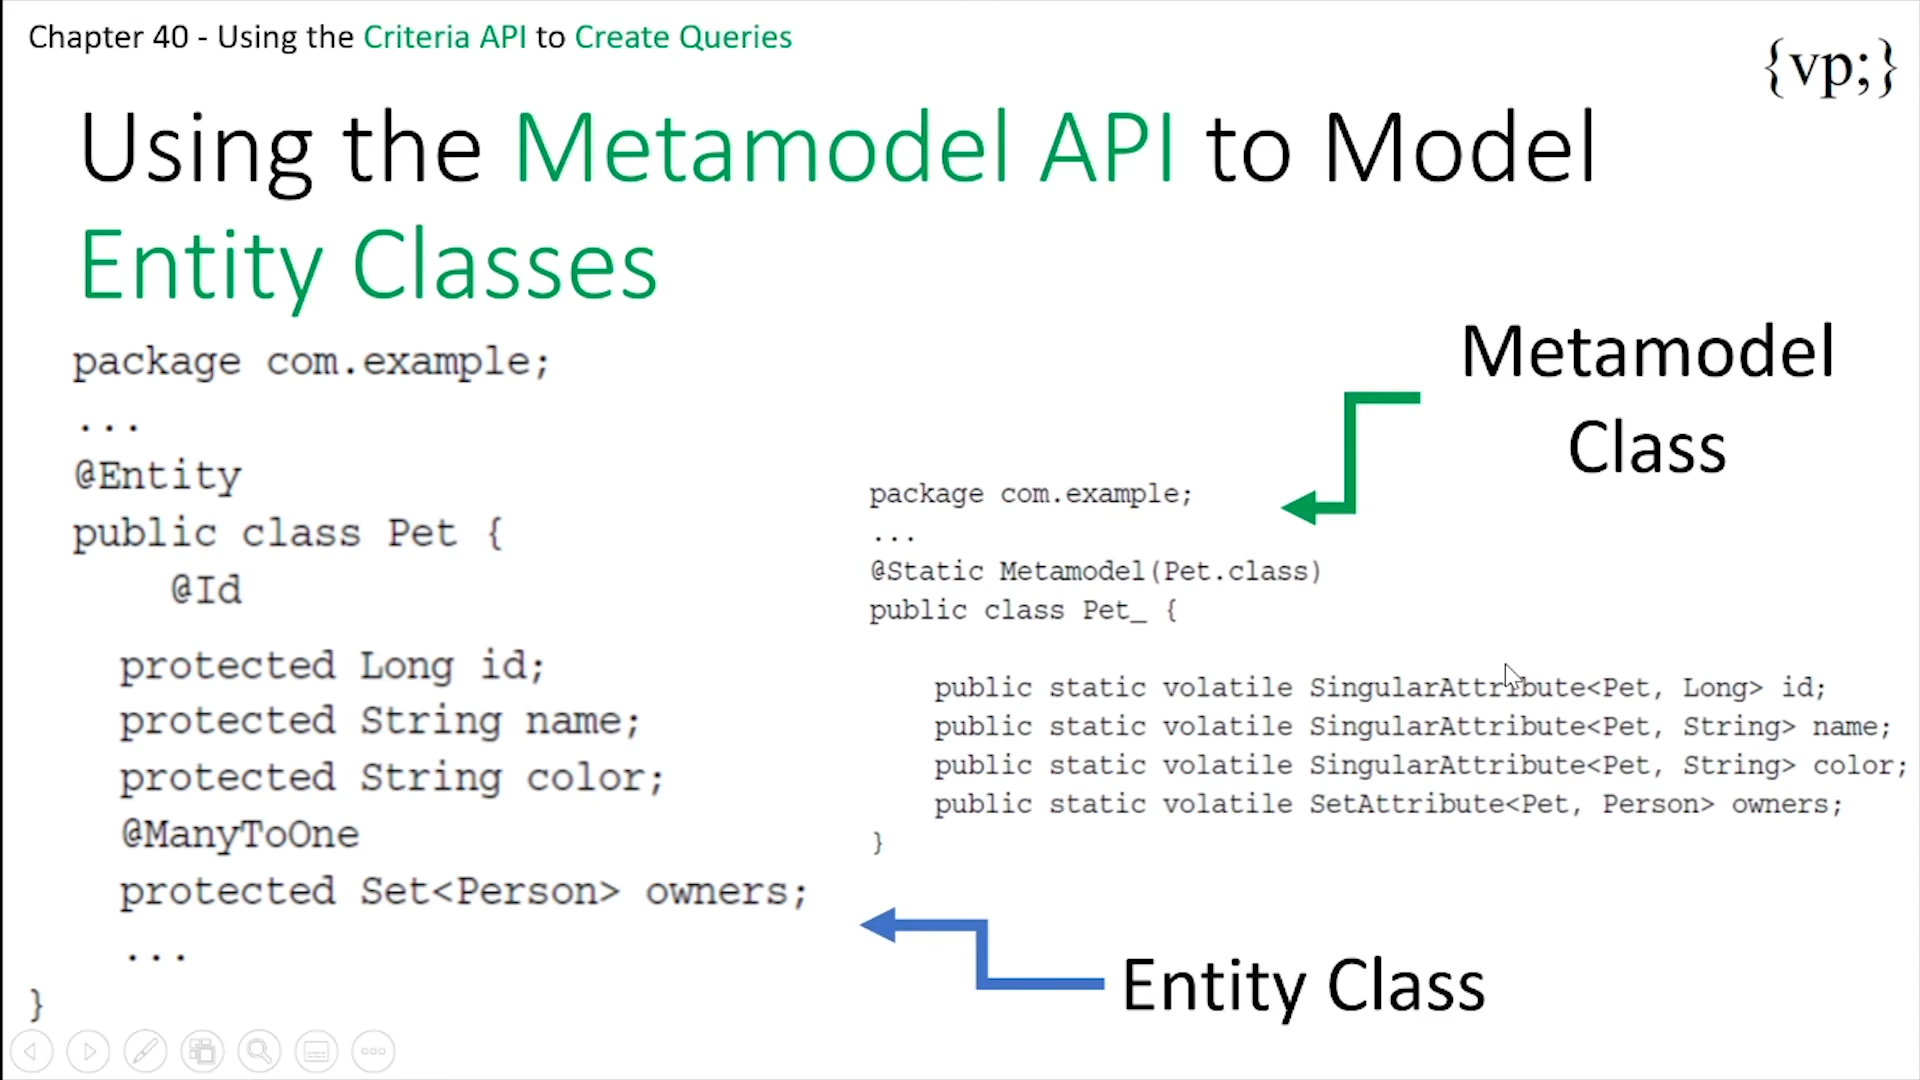 Chapter 40 - Using the Criteria API to Create Queries
{vp;}
Using the Metamodel API to Model
Entity Classes
package com.example;
...
@Entity
public class Pet {
@Id
protected Long id;
protected String name;
protected String color;
@ManyToOne
protected Set<Person> owners;
...
}
Metamodel
Class
package com.example;
...
@Static Metamodel(Pet.class)
public class Pet_ {
public static volatile SingularAttribute<Pet, Long> id;
public static volatile SingularAttribute<Pet, String> name;
public static volatile SingularAttribute<Pet, String> color;
public static volatile SetAttribute<Pet, Person> owners;
}
Entity Class